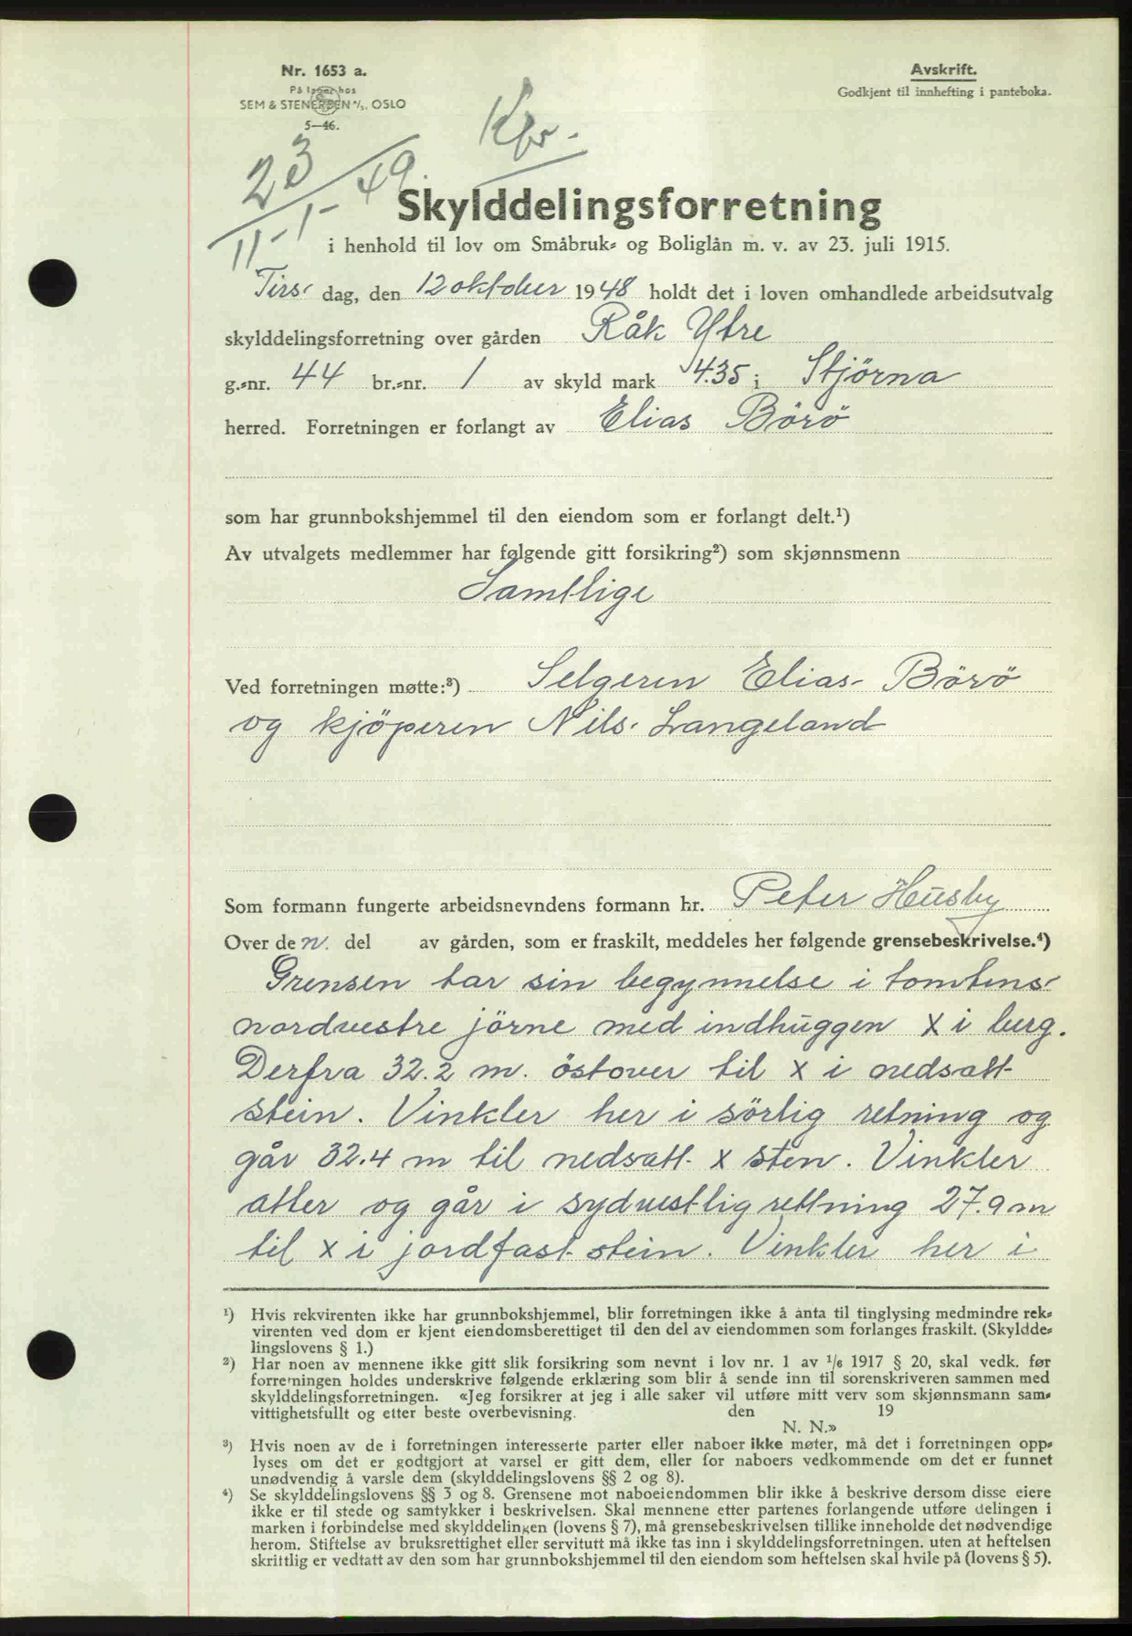 Nr. 1653 a.
På lager hos
SEM & STENERSEN A/S, OSLO
5-46.
Avskrift.
Godkjent til innhefting i panteboka.
Kpr.-
23
11-1-49.
Skylddelingsforretning
i henhold til lov om Småbruk- og Boliglån m. v. av 23. juli 1915.
Tirsdag, den 12 oktober 1948 holdt det i loven omhandlede arbeidsutvalg
skylddelingsforretning over gården Råk Ytre
g.-nr. 44 br.-nr. 1 av skyld mark 4.35 i Stjörna
herred. Forretningen er forlangt av Elias Börö
som har grunnbokshjemmel til den eiendom som er forlangt delt.¹)
Av utvalgets medlemmer har følgende gitt forsikring²) som skjønnsmenn
Samtlige
Ved forretningen møtte:³) Selgeren Elias Börö
og kjöperen Nils Langeland
Som formann fungerte arbeidsnevndens formann hr. Peter Husby
Over den del av gården, som er fraskilt, meddeles her følgende grensebeskrivelse.⁴)
Grensen tar sin begynnelse i tomtens
nordvestre jörne med indhuggen X i berg.
Derfra 32.2 m. östover til X i nedsatt
stein. Vinkler her i sörlig retning og
går 32.4 m til nedsatt X sten. Vinkler
atter og går i sydvestlig rettning 27.9 m
til X i jordfast stein. Vinkler her i
¹) Hvis rekvirenten ikke har grunnbokshjemmel, blir forretningen ikke å anta til tinglysing medmindre rek-
virenten ved dom er kjent eiendomsberettiget til den del av eiendommen som forlanges fraskilt. (Skyldde-
lingslovens § 1.)
²) Har noen av mennene ikke gitt slik forsikring som nevnt i lov nr. 1 av 1/6 1917 § 20, skal vedk. før
forretningen holdes underskrive følgende erklæring som blir å sende inn til sorenskriveren sammen med
skylddelingsforretningen. «Jeg forsikrer at jeg i alle saker vil utføre mitt verv som skjønnsmann sam-
vittighetsfullt og etter beste overbevisning. den 19
N. N.»
³) Hvis noen av de i forretningen interesserte parter eller naboer ikke møter, må det i forretningen opp-
lyses om det er godtgjort at varsel er gitt dem, eller for naboers vedkommende om det er funnet
unødvendig å varsle dem (skylddelingslovens §§ 2 og 8).
⁴) Se skylddelingslovens §§ 3 og 8. Grensene mot naboeiendommen blir ikke å beskrive dersom disse eiere
ikke er til stede og samtykker i beskrivelsen. Skal mennene etter partenes forlangende utføre delingen i
marken i forbindelse med skylddelingen (lovens § 7), må grensebeskrivelsen tillike inneholde det nødvendige
herom. Stiftelse av bruksrettighet eller servitutt må ikke tas inn i skylddelingsforretningen. uten at heftelsen
skrittlig er vedtatt av den som har grunnbokshjemmel til den eiendom som heftelsen skal hvile på (lovens § 5).